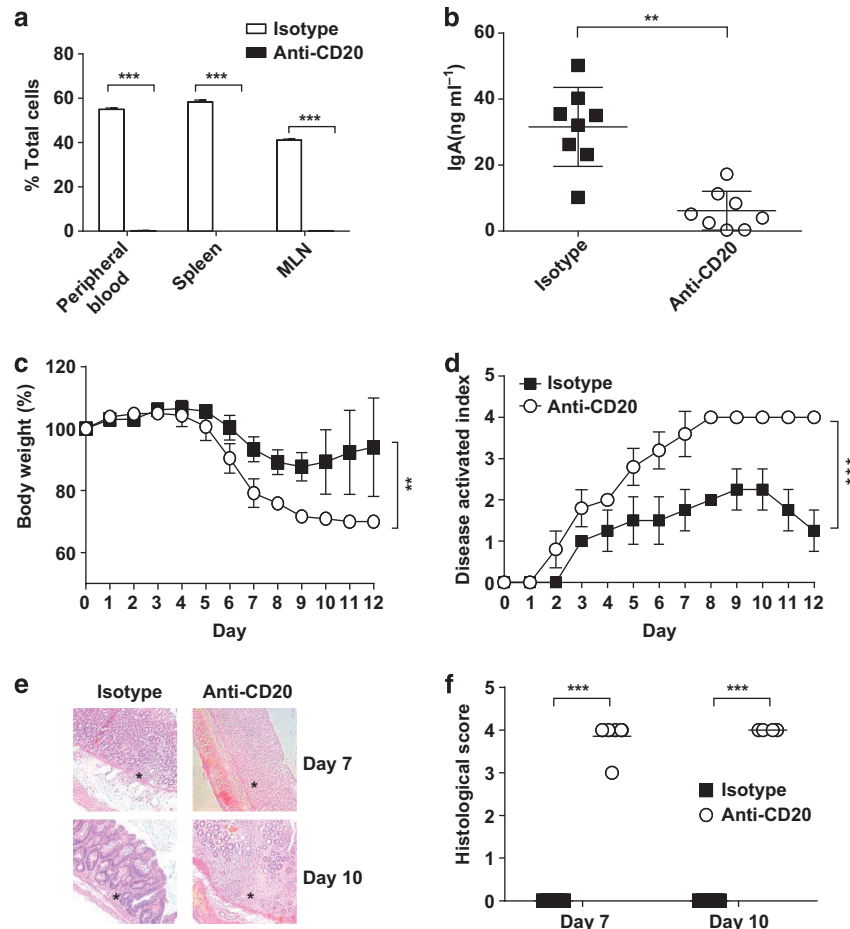 a
Isotype
Anti-CD20
% Total cells
80
60
40
20
0
***
***
***
Peripheral
blood
Spleen
MLN
b
IgA(ng ml⁻¹)
60
40
20
0
**
Isotype
Anti-CD20
c
Body weight (%)
120
100
80
60
**
0 1 2 3 4 5 6 7 8 9 10 11 12
Day
d
Isotype
Anti-CD20
Disease activated index
5
4
3
2
1
0
***
0 1 2 3 4 5 6 7 8 9 10 11 12
Day
e
Isotype Anti-CD20
Day 7
*
*
Day 10
*
*
f
Histological score
5
4
3
2
1
0
*** ***
Isotype
Anti-CD20
Day 7 Day 10